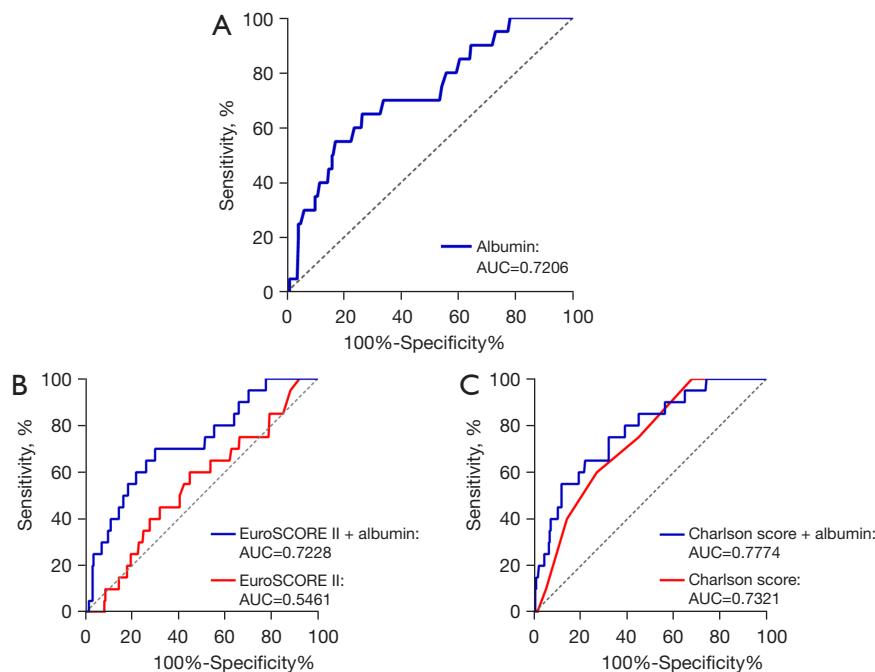 A
100
80
60
40
20
0
Sensitivity, %
Albumin:
AUC=0.7206
0 20 40 60 80 100
100%-Specificity%
B
100
80
60
40
20
0
Sensitivity, %
EuroSCORE II + albumin:
AUC=0.7228
EuroSCORE II:
AUC=0.5461
0 20 40 60 80 100
100%-Specificity%
C
100
80
60
40
20
0
Sensitivity, %
Charlson score + albumin:
AUC=0.7774
Charlson score:
AUC=0.7321
0 20 40 60 80 100
100%-Specificity%